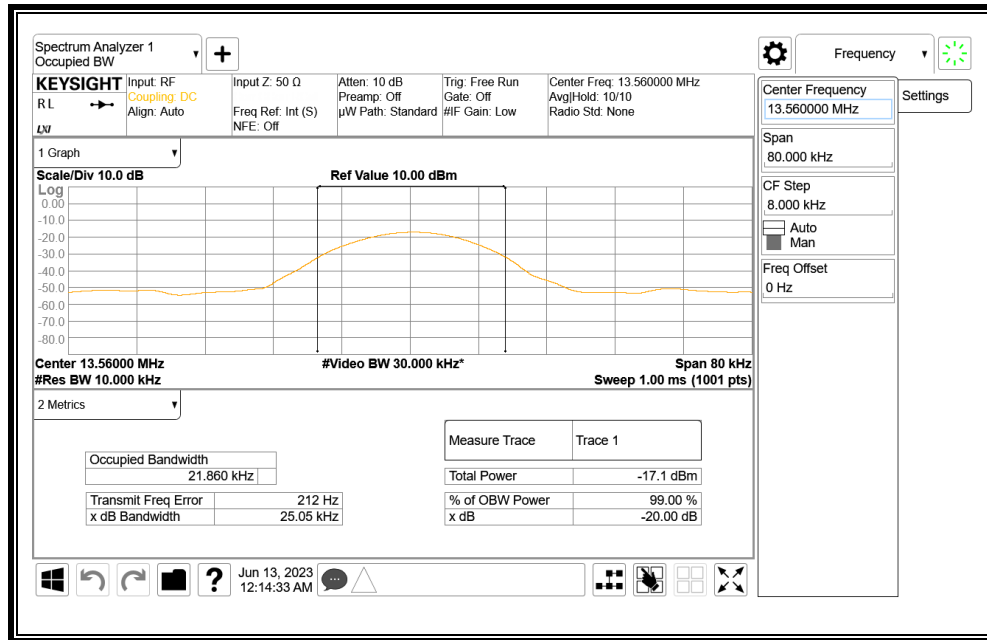 Spectrum Analyzer 1
Occupied BW
▼
+
Frequency
▼
KEYSIGHT
RL
LXI
Input: RF
Coupling: DC
Align: Auto
Input Z: 50 Ω
Freq Ref: Int (S)
NFE: Off
Atten: 10 dB
Preamp: Off
µW Path: Standard
Trig: Free Run
Gate: Off
#IF Gain: Low
Center Freq: 13.560000 MHz
Avg|Hold: 10/10
Radio Std: None
Center Frequency
13.560000 MHz
Settings
Span
80.000 kHz
CF Step
8.000 kHz
Auto
Man
Freq Offset
0 Hz
1 Graph ▼
Scale/Div 10.0 dB
Ref Value 10.00 dBm
Log
0.00
-10.0
-20.0
-30.0
-40.0
-50.0
-60.0
-70.0
-80.0
Center 13.56000 MHz
#Video BW 30.000 kHz*
Span 80 kHz
#Res BW 10.000 kHz
Sweep 1.00 ms (1001 pts)
2 Metrics ▼
Measure Trace Trace 1
Occupied Bandwidth
21.860 kHz
Total Power -17.1 dBm
Transmit Freq Error 212 Hz
% of OBW Power 99.00 %
x dB Bandwidth 25.05 kHz
x dB -20.00 dB
?
Jun 13, 2023
12:14:33 AM